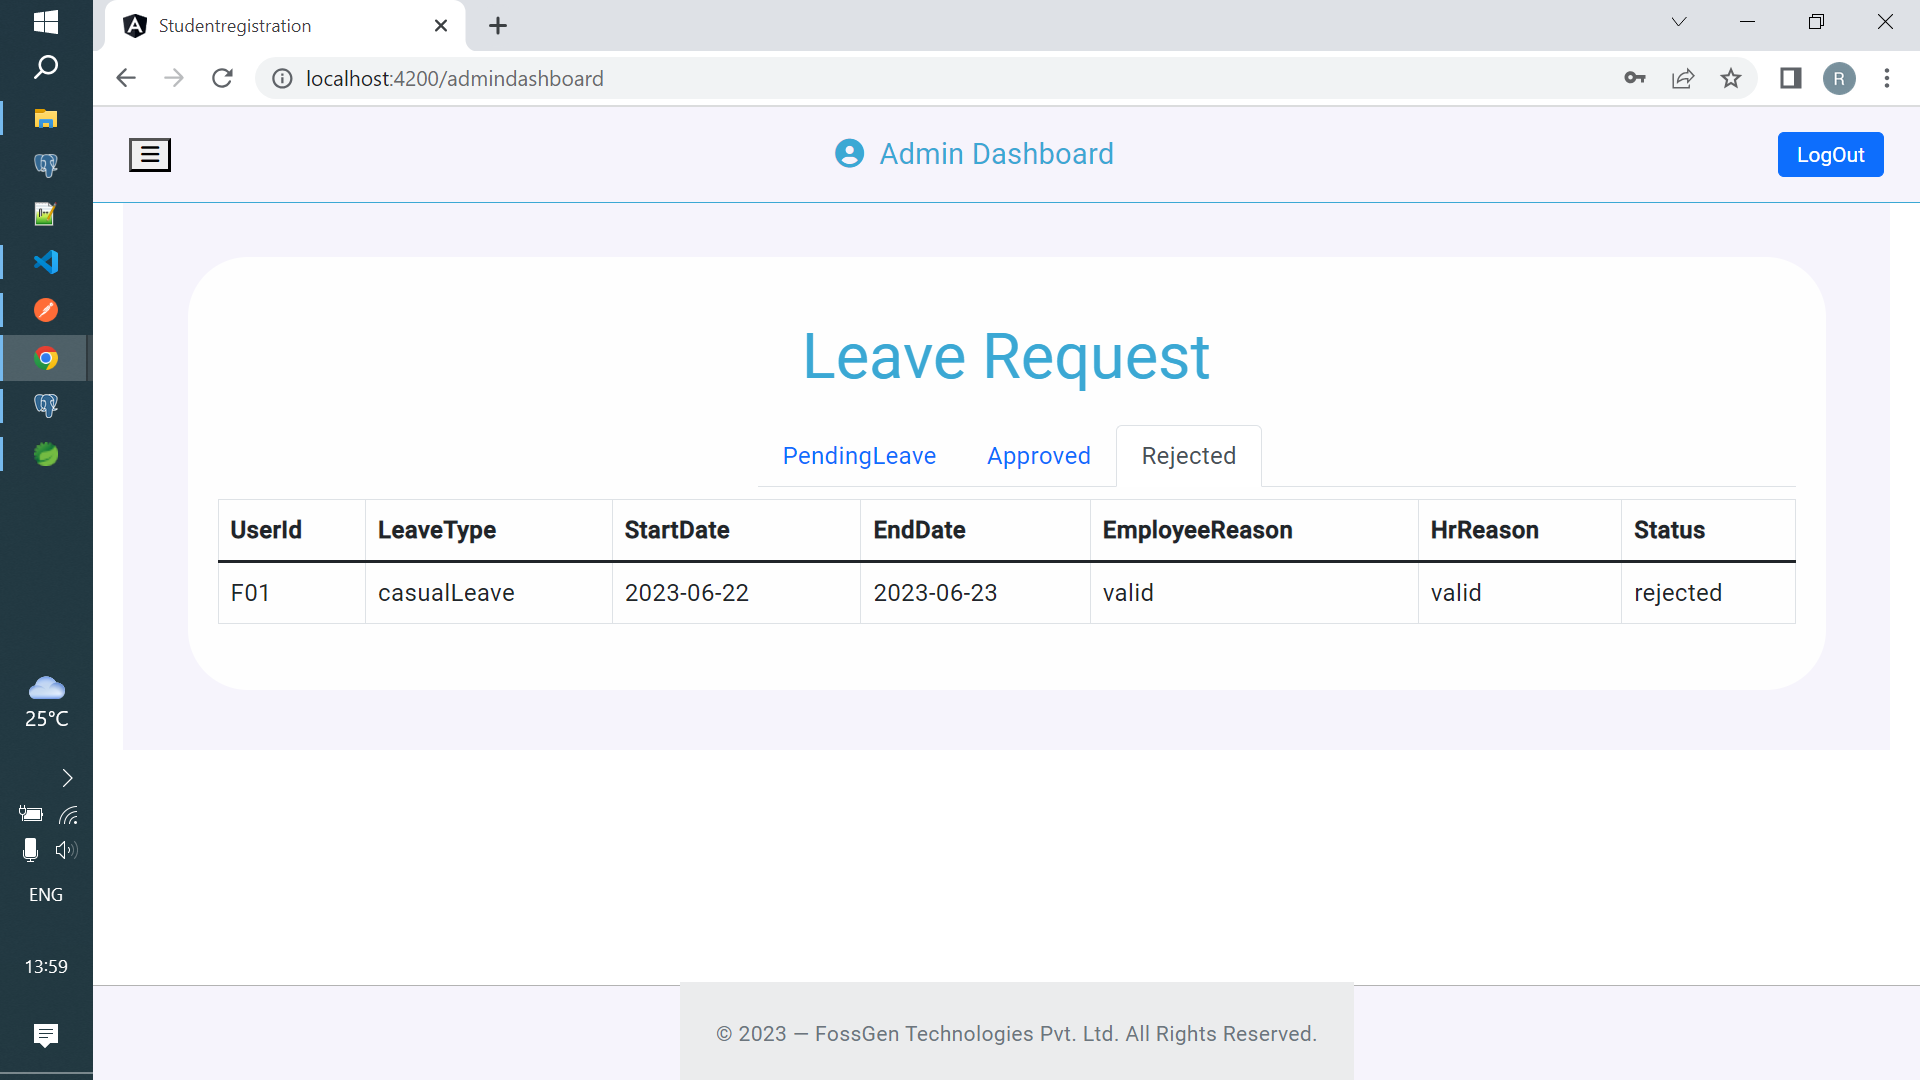 Studentregistration
localhost:4200/admindashboard
R
Admin Dashboard
LogOut
Leave Request
PendingLeave Approved Rejected
UserId LeaveType StartDate EndDate EmployeeReason HrReason Status
F01 casualLeave 2023-06-22 2023-06-23 valid valid rejected
© 2023 — FossGen Technologies Pvt. Ltd. All Rights Reserved.
25°C
ENG
13:59